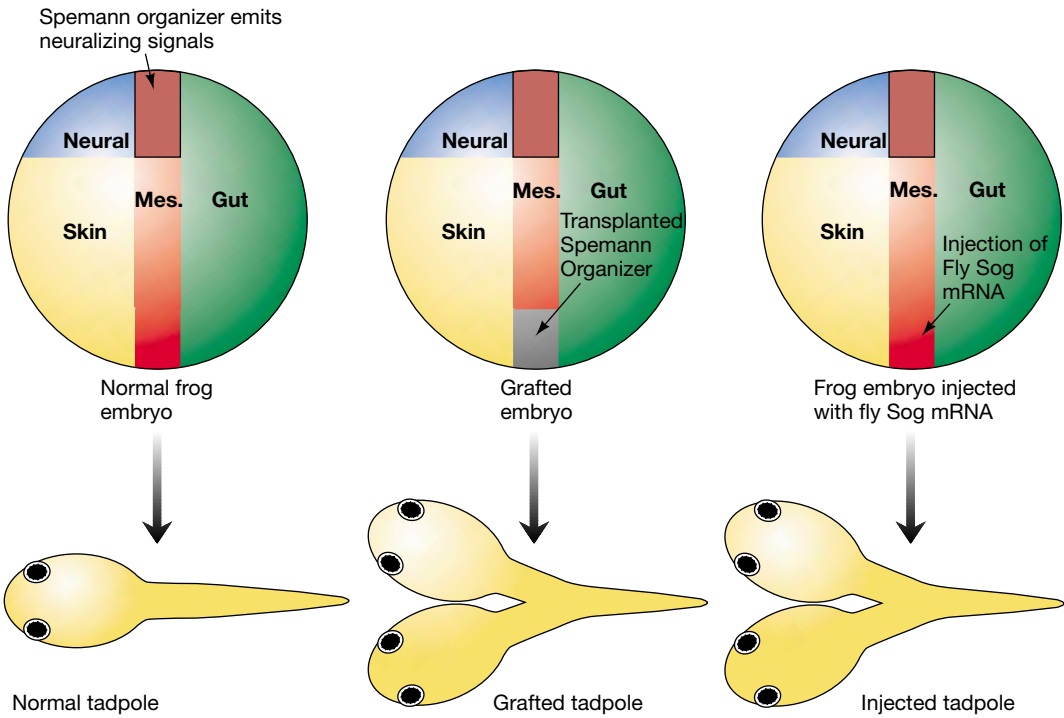 Spemann organizer emits
neuralizing signals
Neural
Mes.
Gut
Skin
Normal frog
embryo
Normal tadpole
Neural
Mes.
Gut
Skin
Transplanted
Spemann
Organizer
Grafted
embryo
Grafted tadpole
Neural
Mes.
Gut
Skin
Injection of
Fly Sog
mRNA
Frog embryo injected
with fly Sog mRNA
Injected tadpole